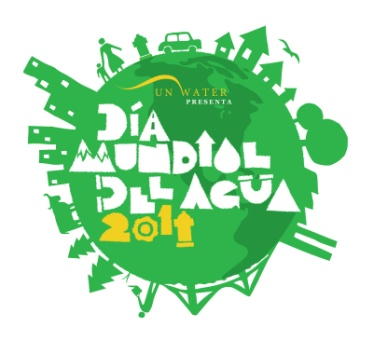 UN WATER
PRESENTA
DÍA
MUNDIAL
DEL AGUA
2011